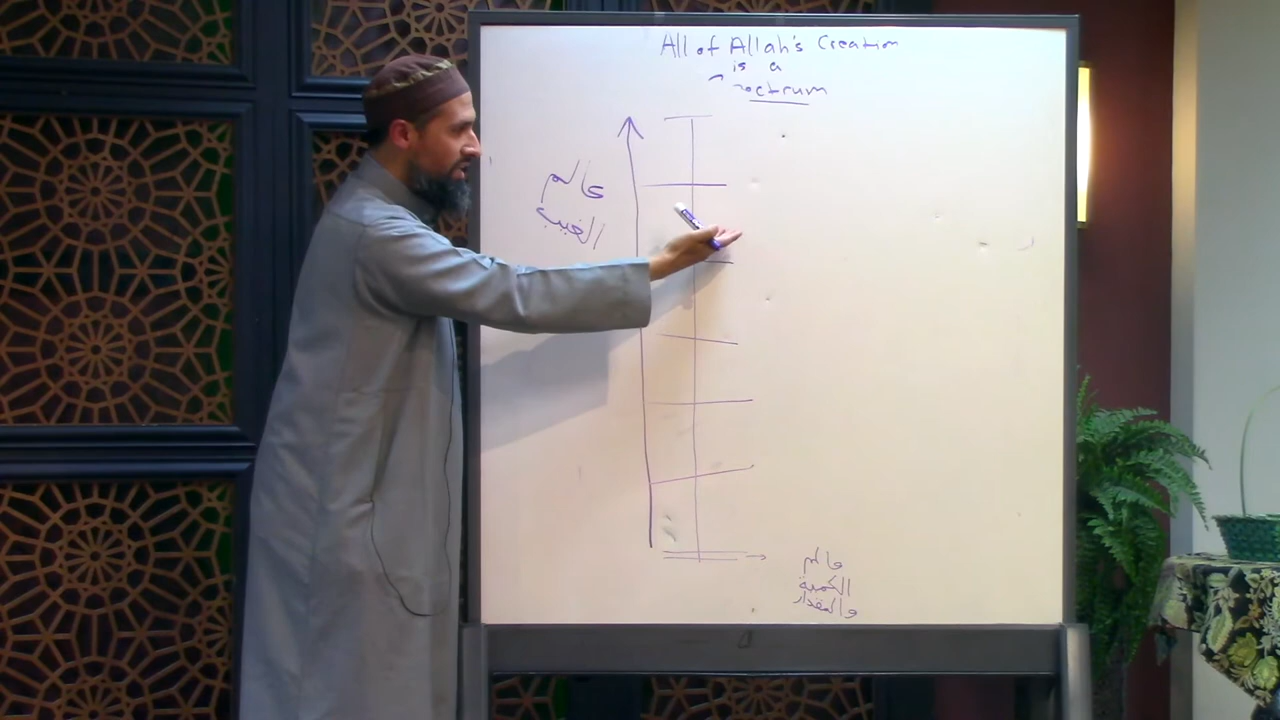 All of Allah's Creation
is a
Spectrum
عالم
الغيب
عالم
الكمية
والمقدار